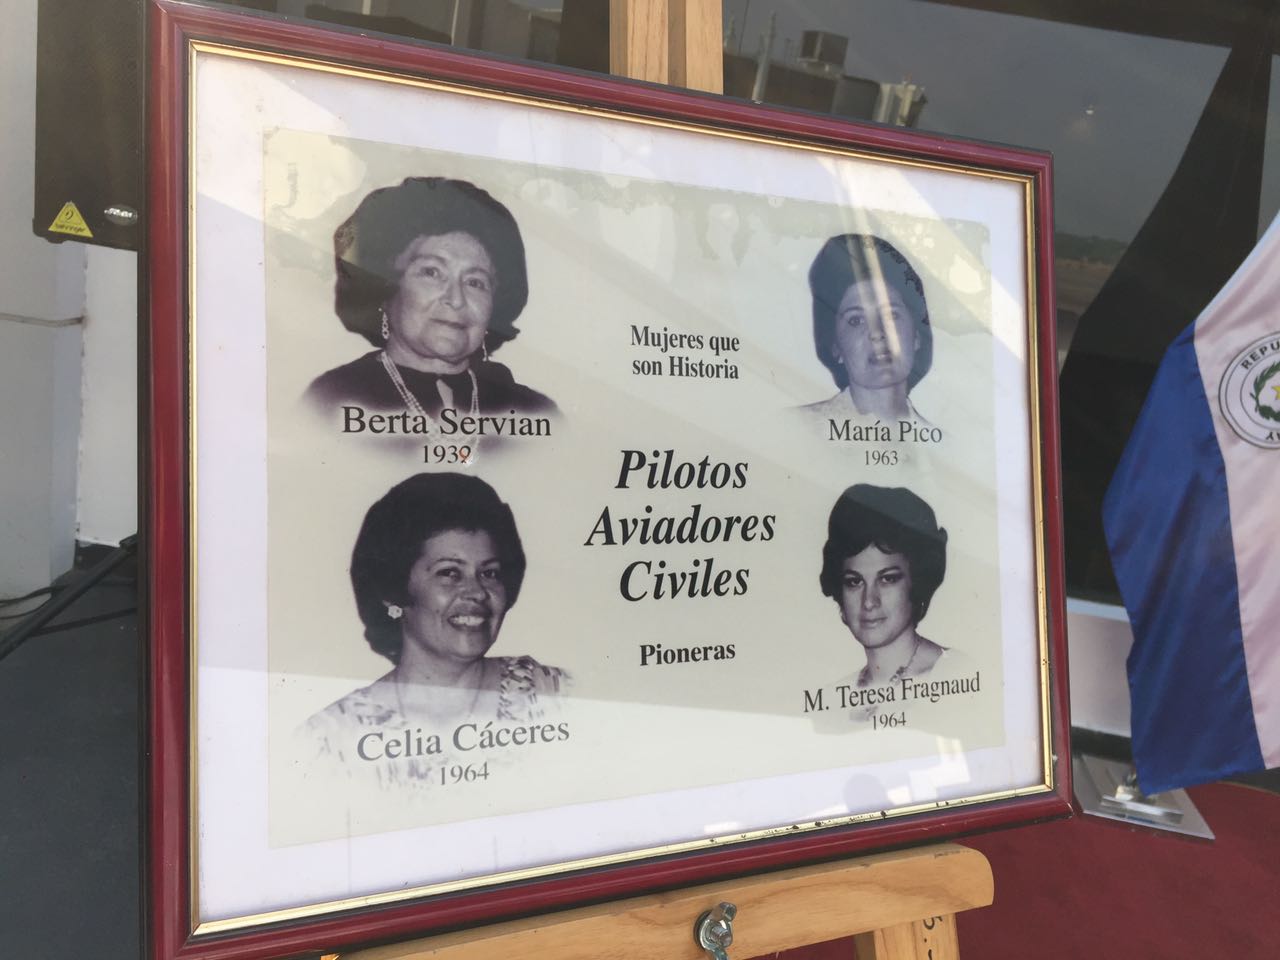 Mujeres que
son Historia
Berta Servian
1939
María Pico
1963
Pilotos
Aviadores
Civiles
Pioneras
Celia Cáceres
1964
M. Teresa Fragnaud
1964
behringer